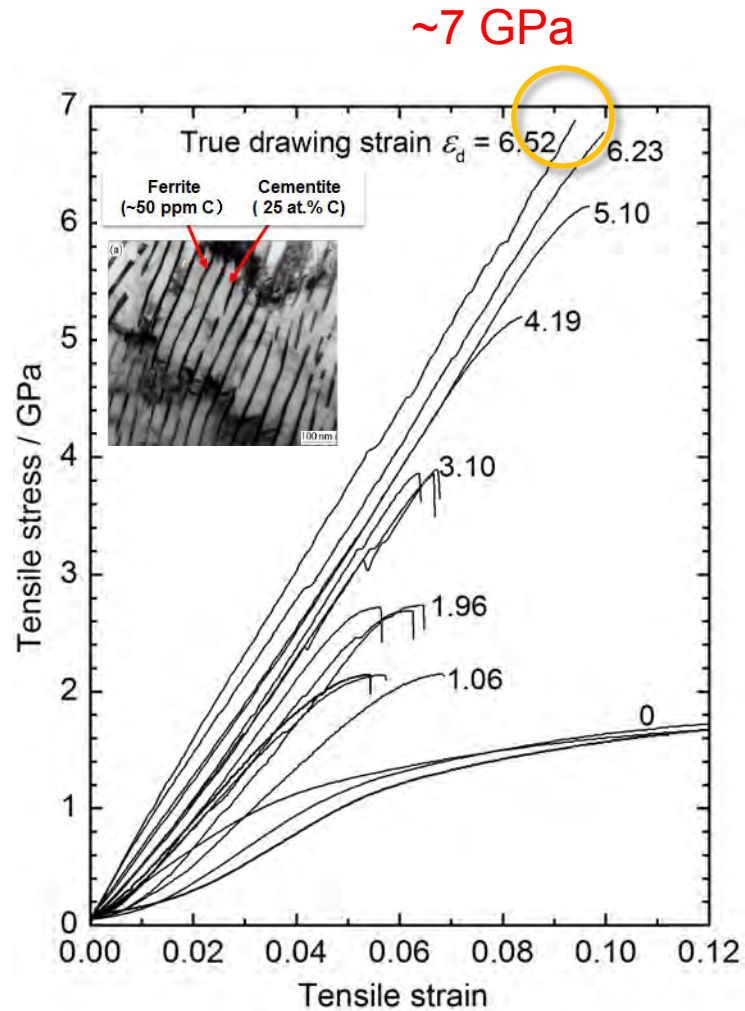 ~7 GPa
7
True drawing strain εd = 6.52
6.23
Ferrite
(~50 ppm C)
Cementite
( 25 at.% C)
(a)
100 nm
5.10
6
4.19
5
3.10
4
1.96
3
1.06
2
0
1
0
Tensile stress / GPa
0.00 0.02 0.04 0.06 0.08 0.10 0.12
Tensile strain